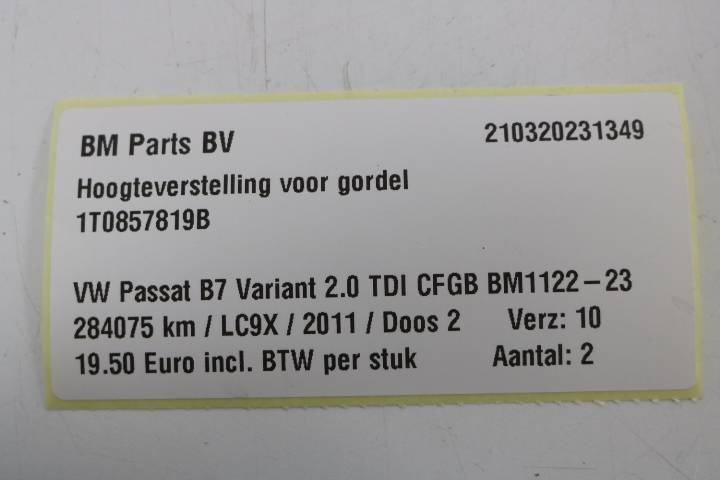 BM Parts BV 210320231349
Hoogteverstelling voor gordel
1T0857819B
VW Passat B7 Variant 2.0 TDI CFGB BM1122-23
284075 km / LC9X / 2011 / Doos 2 Verz: 10
19.50 Euro incl. BTW per stuk Aantal: 2